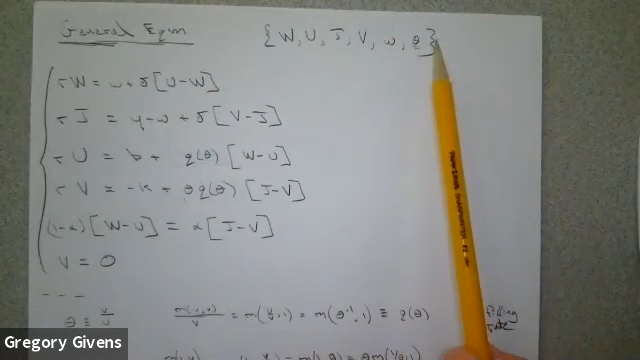 General Eqm
{W, U, J, V, w, θ}
rW = w + δ[U-W]
rJ = y-w + δ[V-J]
rU = b + q(θ)[W-U]
rV = -k + θq(θ)[J-V]
(1-α)[W-U] = α[J-V]
V = 0
---
θ ≡ v/u m(u,v)/v = m(u/v,1) = m(θ⁻¹,1) ≡ q(θ) filling rate
Gregory Givens